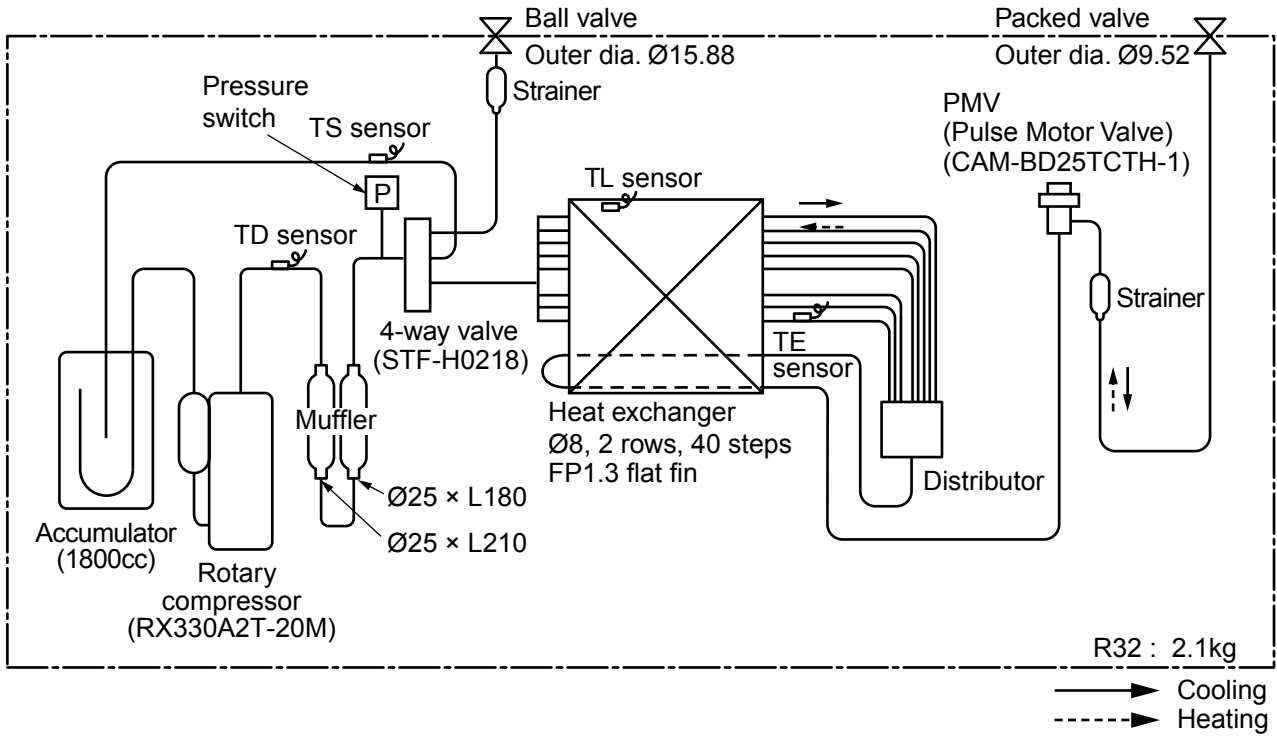 Ball valve
Outer dia. Ø15.88
Packed valve
Outer dia. Ø9.52
Strainer
Pressure
switch
TS sensor
P
PMV
(Pulse Motor Valve)
(CAM-BD25TCTH-1)
TL sensor
TD sensor
Strainer
4-way valve
(STF-H0218)
TE
sensor
Muffler
Heat exchanger
Ø8, 2 rows, 40 steps
FP1.3 flat fin
Distributor
Ø25 × L180
Ø25 × L210
Accumulator
(1800cc)
Rotary
compressor
(RX330A2T-20M)
R32 : 2.1kg
Cooling
Heating